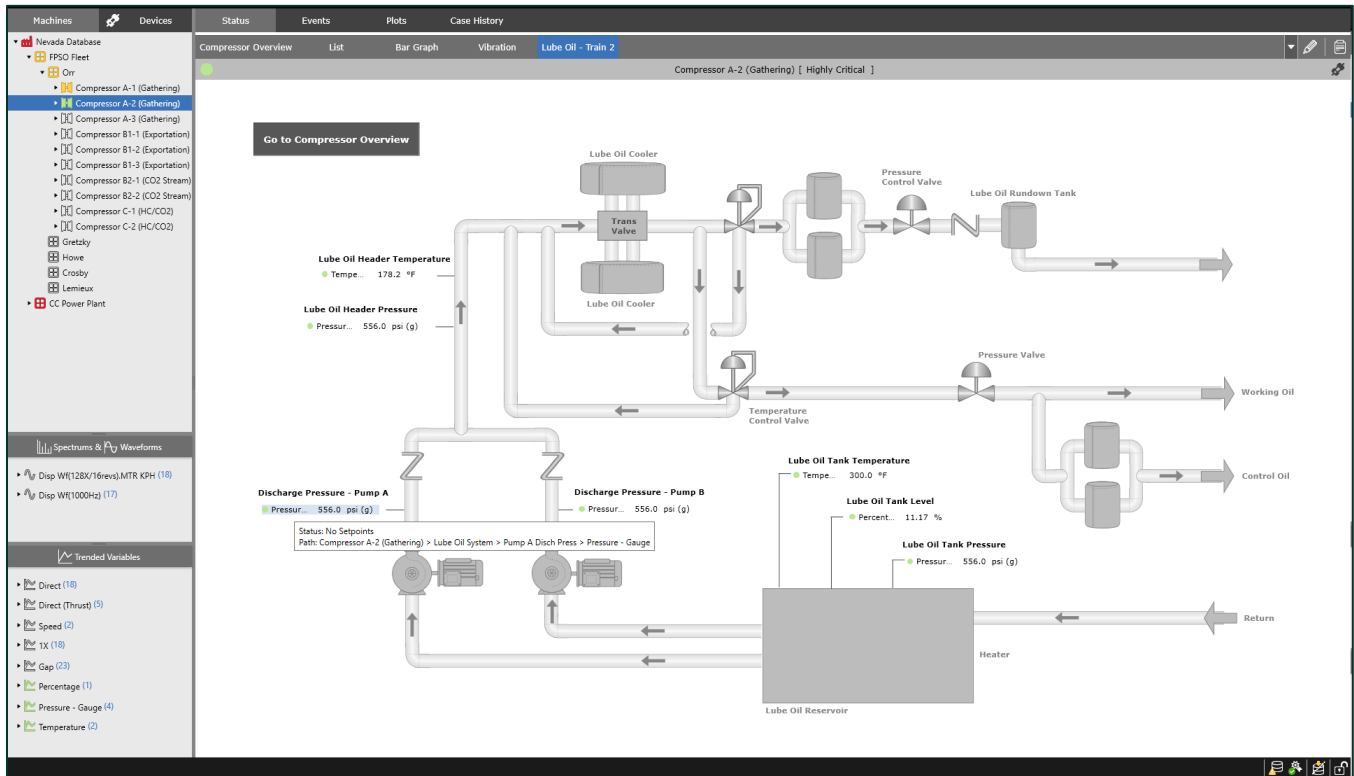 Machines
Devices
Status
Events
Plots
Case History
Nevada Database
FPSO Fleet
Orr
Compressor A-1 (Gathering)
Compressor A-2 (Gathering)
Compressor A-3 (Gathering)
Compressor B1-1 (Exportation)
Compressor B1-2 (Exportation)
Compressor B1-3 (Exportation)
Compressor B2-1 (CO2 Stream)
Compressor B2-2 (CO2 Stream)
Compressor C-1 (HC/CO2)
Compressor C-2 (HC/CO2)
Gretzky
Howe
Crosby
Lemieux
CC Power Plant
Spectrums & Waveforms
Disp Wf(128X/16revs).MTR KPH (18)
Disp Wf(1000Hz) (17)
Trended Variables
Direct (18)
Direct (Thrust) (5)
Speed (2)
1X (18)
Gap (23)
Percentage (1)
Pressure - Gauge (4)
Temperature (2)
Compressor Overview
List
Bar Graph
Vibration
Lube Oil - Train 2
Compressor A-2 (Gathering) [ Highly Critical ]
Go to Compressor Overview
Lube Oil Cooler
Trans
Valve
Lube Oil Cooler
Pressure
Control Valve
Lube Oil Rundown Tank
Lube Oil Header Temperature
Tempe... 178.2 °F
Lube Oil Header Pressure
Pressur... 556.0 psi (g)
Temperature
Control Valve
Pressure Valve
Working Oil
Control Oil
Discharge Pressure - Pump A
Pressur... 556.0 psi (g)
Discharge Pressure - Pump B
Pressur... 556.0 psi (g)
Status: No Setpoints
Path: Compressor A-2 (Gathering) > Lube Oil System > Pump A Disch Press > Pressure - Gauge
Lube Oil Tank Temperature
Tempe... 300.0 °F
Lube Oil Tank Level
Percent... 11.17 %
Lube Oil Tank Pressure
Pressur... 556.0 psi (g)
Return
Heater
Lube Oil Reservoir